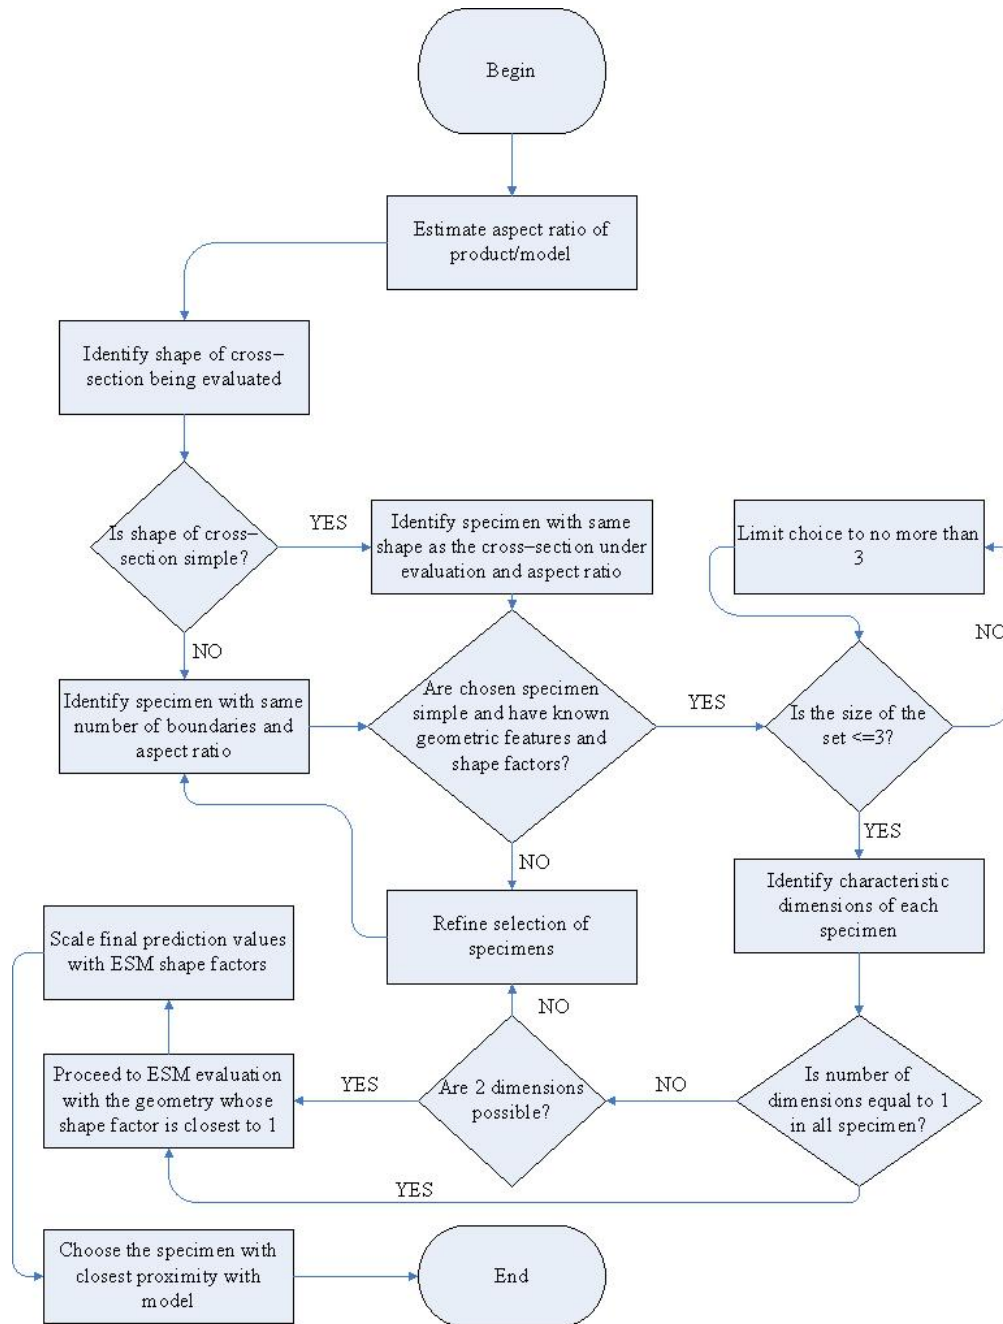 Begin
Estimate aspect ratio of
product/model
Identify shape of cross-
section being evaluated
Is shape of cross-
section simple?
YES
Identify specimen with same
shape as the cross-section under
evaluation and aspect ratio
Limit choice to no more than
3
NO
NO
Identify specimen with same
number of boundaries and
aspect ratio
Are chosen specimen
simple and have known
geometric features and
shape factors?
YES
Is the size of the
set <=3?
YES
NO
Refine selection of
specimens
Identify characteristic
dimensions of each
specimen
Scale final prediction values
with ESM shape factors
NO
Proceed to ESM evaluation
with the geometry whose
shape factor is closest to 1
YES
Are 2 dimensions
possible?
NO
Is number of
dimensions equal to 1
in all specimen?
YES
Choose the specimen with
closest proximity with
model
End